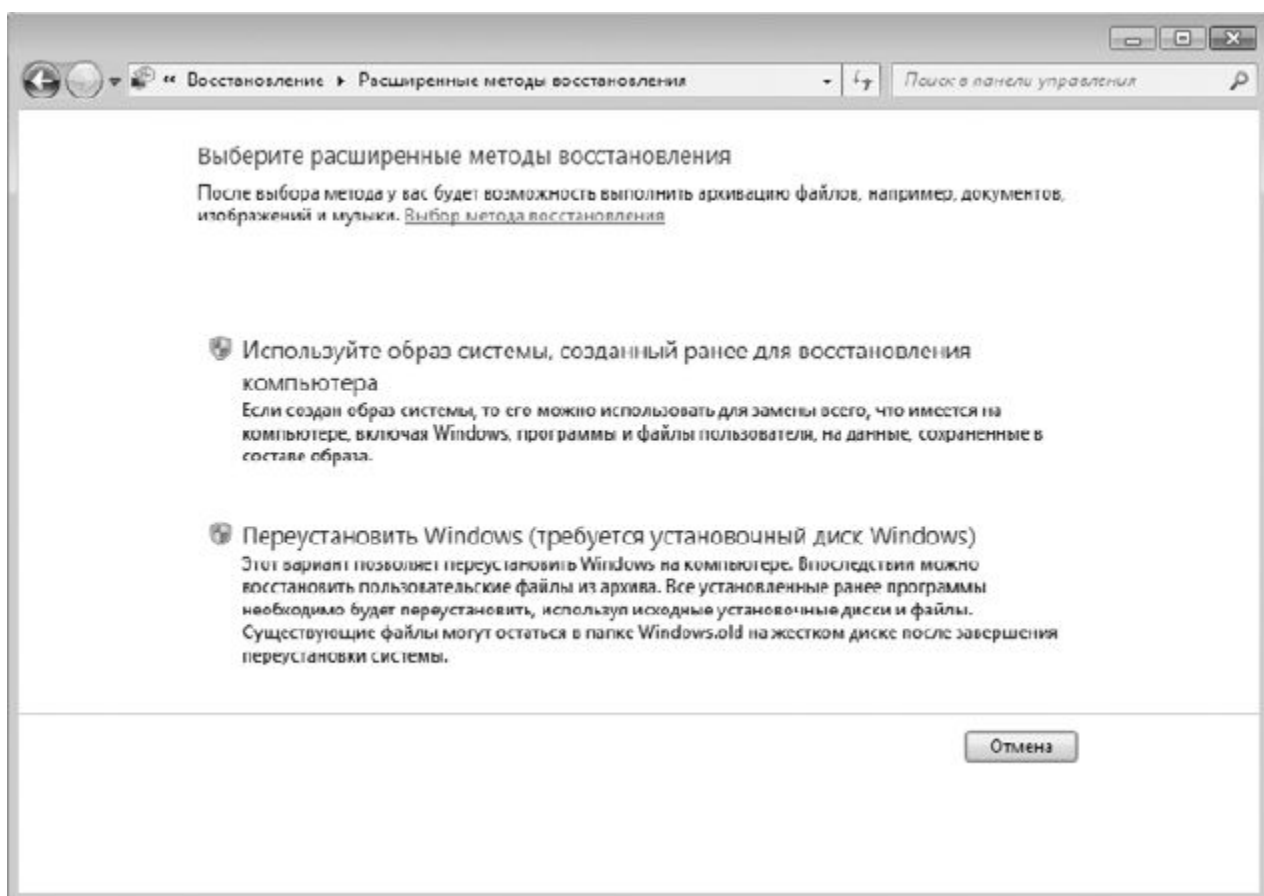 « Восстановление ▸ Расширенные методы восстановления
Поиск в панели управления
Выберите расширенные методы восстановления
После выбора метода у вас будет возможность выполнить архивацию файлов, например, документов,
изображений и музыки. Выбор метода восстановления
Используйте образ системы, созданный ранее для восстановления
компьютера
Если создан образ системы, то его можно использовать для замены всего, что имеется на
компьютере, включая Windows, программы и файлы пользователя, на данные, сохраненные в
составе образа.
Переустановить Windows (требуется установочный диск Windows)
Этот вариант позволяет переустановить Windows на компьютере. Впоследствии можно
восстановить пользовательские файлы из архива. Все установленные ранее программы
необходимо будет переустановить, используя исходные установочные диски и файлы.
Существующие файлы могут остаться в папке Windows.old на жестком диске после завершения
переустановки системы.
Отмена